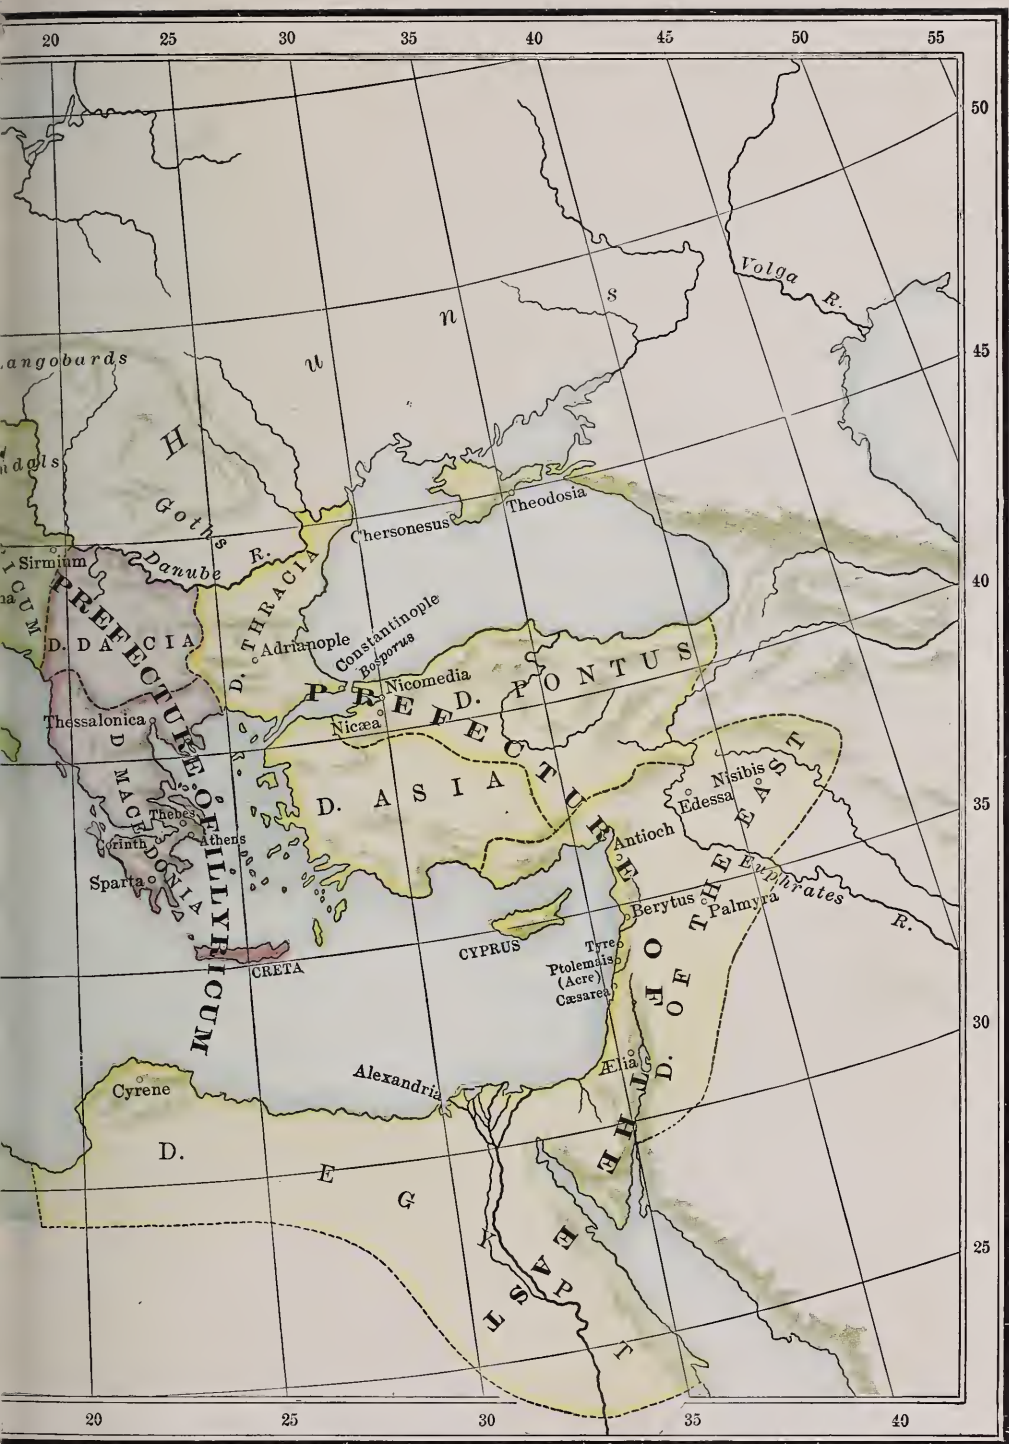 20 25 30 35 40 45 50 55
50
Volga R.
H u n s
angobards
45
ndals
Goths
Theodosia
Chersonesus
Sirmium
Danube R.
40
ICUM
na
PREFECTURE OF ILLYRICUM
D. DACIA
D. THRACIA
Adrianople
Constantinople
Bosporus
PREFECTURE OF THE EAST
Nicomedia
D. PONTUS
Nicæa
Thessalonica
D MACEDONIA
D. ASIA
Nisibis
Edessa
D. OF THE EAST
35
Thebes
Athens
orinth
Sparta
Antioch
Euphrates R.
Berytus
Palmyra
CYPRUS
CRETA
Tyre
Ptolemais
(Acre)
Cæsarea
30
Ælia
Alexandria
Cyrene
D. EGYPT
25
20 25 30 35 40